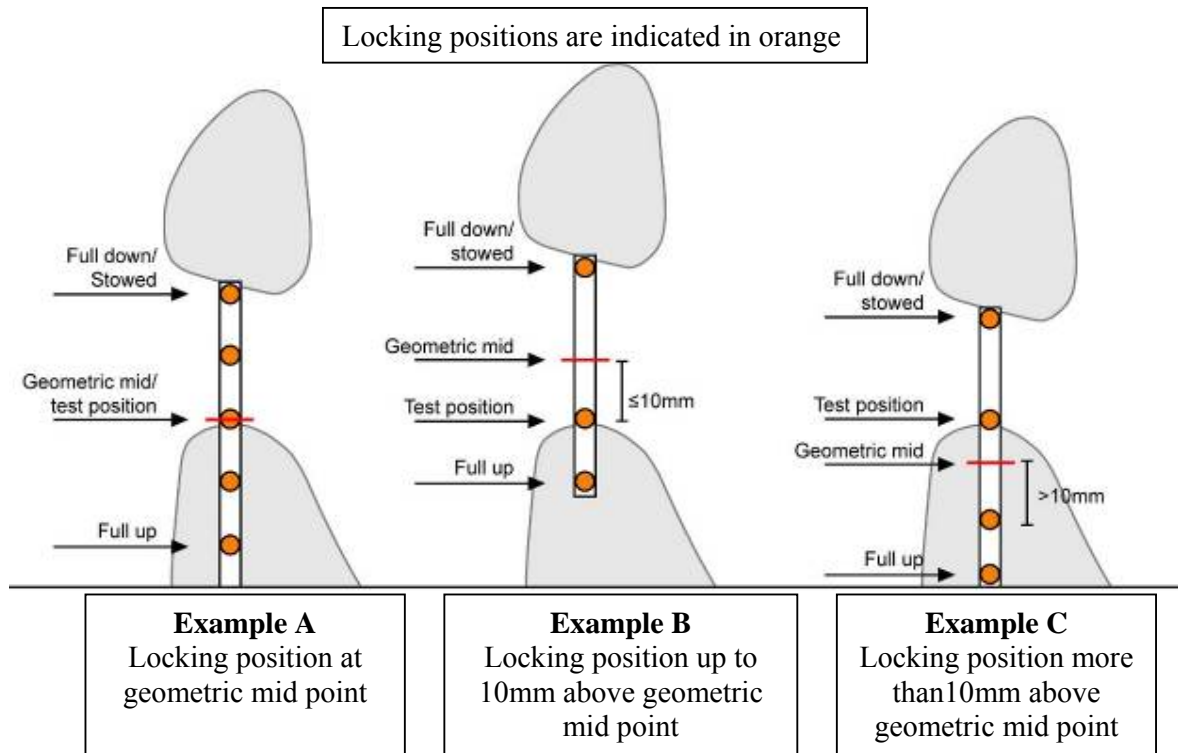 Locking positions are indicated in orange
Full down/
Stowed
Geometric mid/
test position
Full up
Full down/
stowed
Geometric mid
≤10mm
Test position
Full up
Full down/
stowed
Test position
Geometric mid
>10mm
Full up
Example A
Locking position at
geometric mid point
Example B
Locking position up to
10mm above geometric
mid point
Example C
Locking position more
than10mm above
geometric mid point